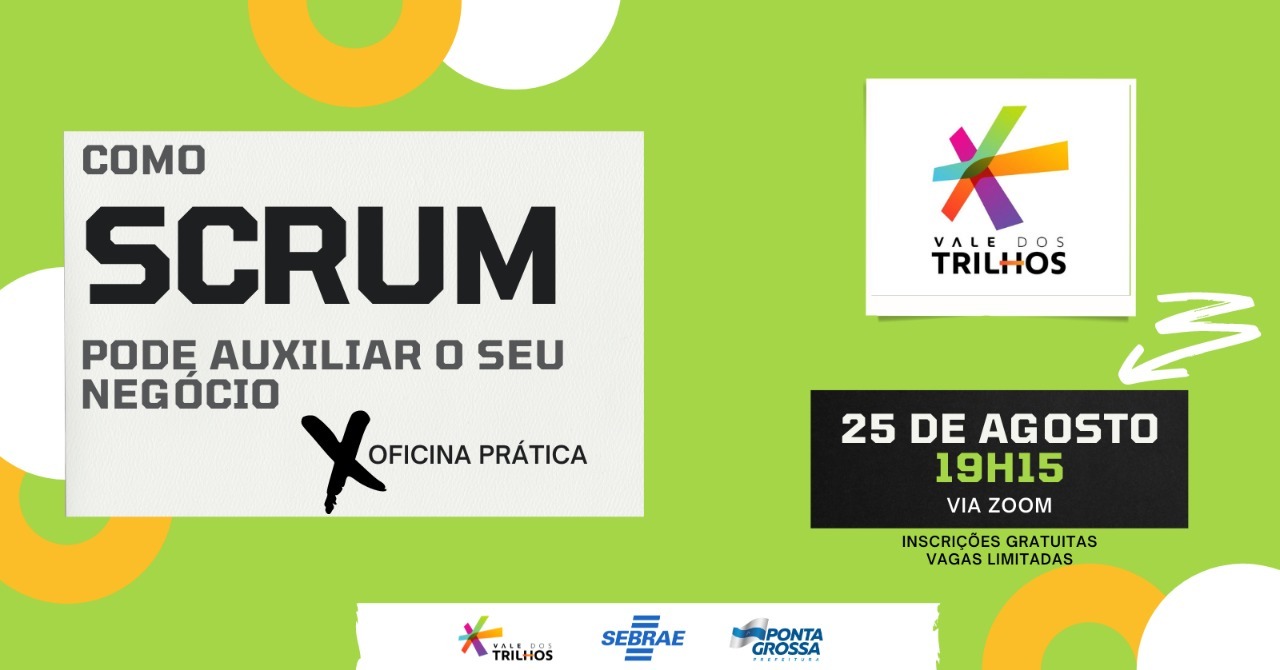 COMO
SCRUM
PODE AUXILIAR O SEU
NEGÓCIO
OFICINA PRÁTICA
VALE DOS
TRILHOS
25 DE AGOSTO
19H15
VIA ZOOM
INSCRIÇÕES GRATUITAS
VAGAS LIMITADAS
VALE DOS
TRILHOS
SEBRAE
PONTA
GROSSA
PREFEITURA